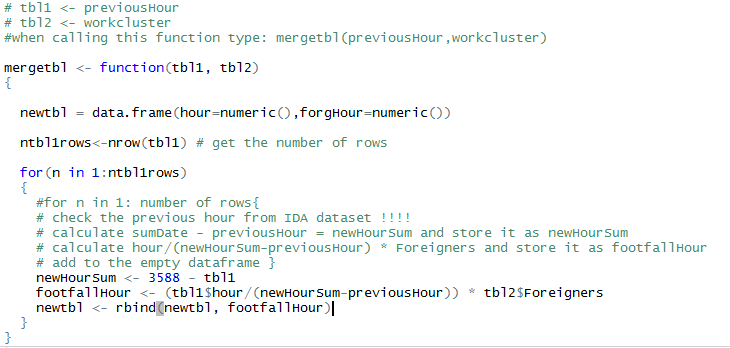 # tbl1 <- previousHour
# tbl2 <- workcluster
#when calling this function type: mergetbl(previousHour,workcluster)
mergetbl <- function(tbl1, tbl2)
{
newtbl = data.frame(hour=numeric(),forgHour=numeric())
ntbl1rows<-nrow(tbl1) # get the number of rows
for(n in 1:ntbl1rows)
{
#for n in 1: number of rows{
# check the previous hour from IDA dataset !!!!
# calculate sumDate - previousHour = newHourSum and store it as newHourSum
# calculate hour/(newHourSum-previousHour) * Foreigners and store it as footfallHour
# add to the empty dataframe }
newHourSum <- 3588 - tbl1
footfallHour <- (tbl1$hour/(newHourSum-previousHour)) * tbl2$Foreigners
newtbl <- rbind(newtbl, footfallHour)
}
}